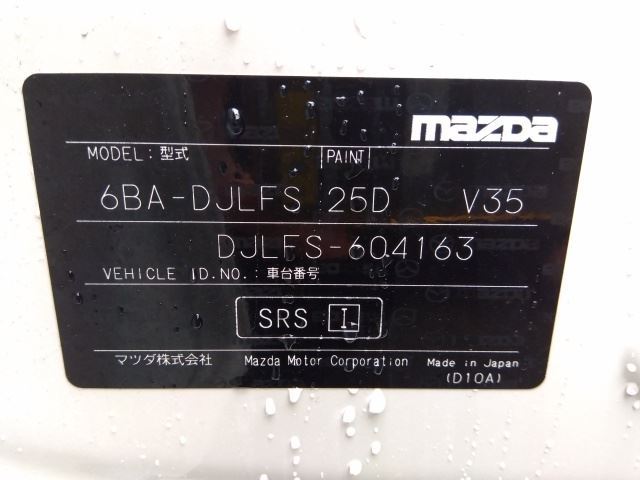 mazda
MODEL: 型式 PAINT
6BA-DJLFS 25D V35
DJLFS-604163
VEHICLE ID.NO.: 車台番号
SRS I
マツダ株式会社 Mazda Motor Corporation Made in Japan
(D10A)